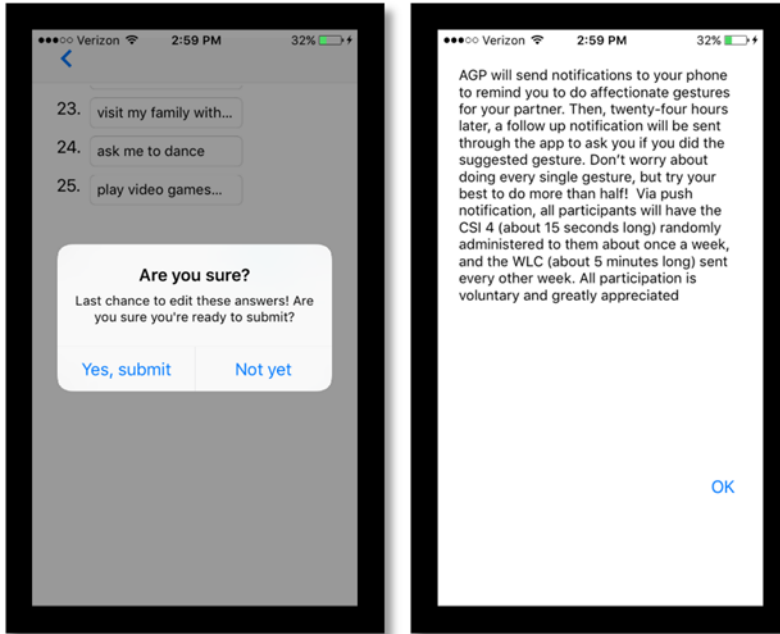 Verizon 2:59 PM 32%
23. visit my family with...
24. ask me to dance
25. play video games...
Are you sure?
Last chance to edit these answers! Are
you sure you're ready to submit?
Yes, submit Not yet
Verizon 2:59 PM 32%
AGP will send notifications to your phone
to remind you to do affectionate gestures
for your partner. Then, twenty-four hours
later, a follow up notification will be sent
through the app to ask you if you did the
suggested gesture. Don't worry about
doing every single gesture, but try your
best to do more than half!  Via push
notification, all participants will have the
CSI 4 (about 15 seconds long) randomly
administered to them about once a week,
and the WLC (about 5 minutes long) sent
every other week. All participation is
voluntary and greatly appreciated
OK